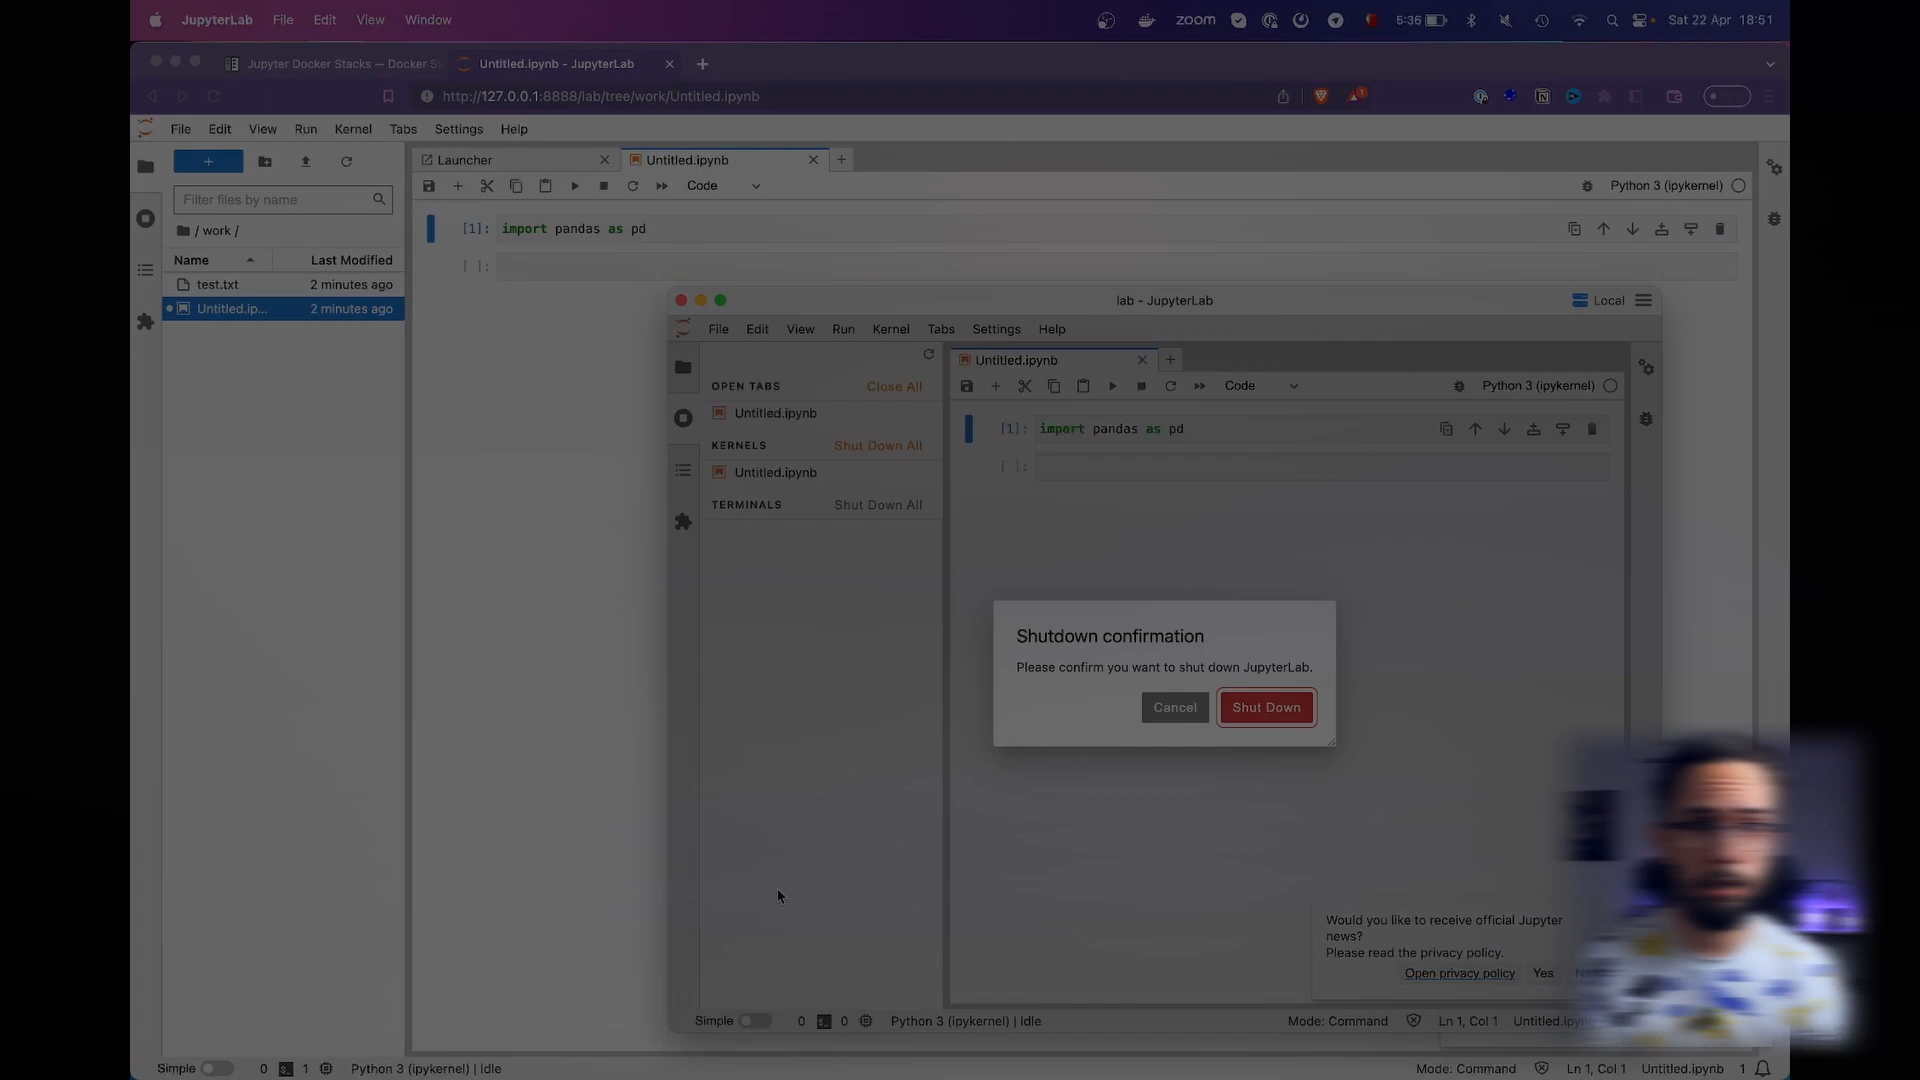 JupyterLab File Edit View Window zoom 5:36 Sat 22 Apr 18:51
Jupyter Docker Stacks — Docker St Untitled.ipynb - JupyterLab
http://127.0.0.1:8888/lab/tree/work/Untitled.ipynb 1
File Edit View Run Kernel Tabs Settings Help
Launcher Untitled.ipynb
Code Python 3 (ipykernel)
Filter files by name
/ work /
Name Last Modified
test.txt 2 minutes ago
Untitled.ip... 2 minutes ago
[1]: import pandas as pd
[ ]:
lab - JupyterLab Local
File Edit View Run Kernel Tabs Settings Help
Untitled.ipynb
OPEN TABS Close All
Untitled.ipynb
KERNELS Shut Down All
Untitled.ipynb
TERMINALS Shut Down All
Code Python 3 (ipykernel)
[1]: import pandas as pd
[ ]:
Shutdown confirmation
Please confirm you want to shut down JupyterLab.
Cancel Shut Down
Would you like to receive official Jupyter
news?
Please read the privacy policy.
Open privacy policy Yes
Simple 0 0 Python 3 (ipykernel) | Idle Mode: Command Ln 1, Col 1
Simple 0 1 Python 3 (ipykernel) | Idle Mode: Command Ln 1, Col 1 Untitled.ipynb 1